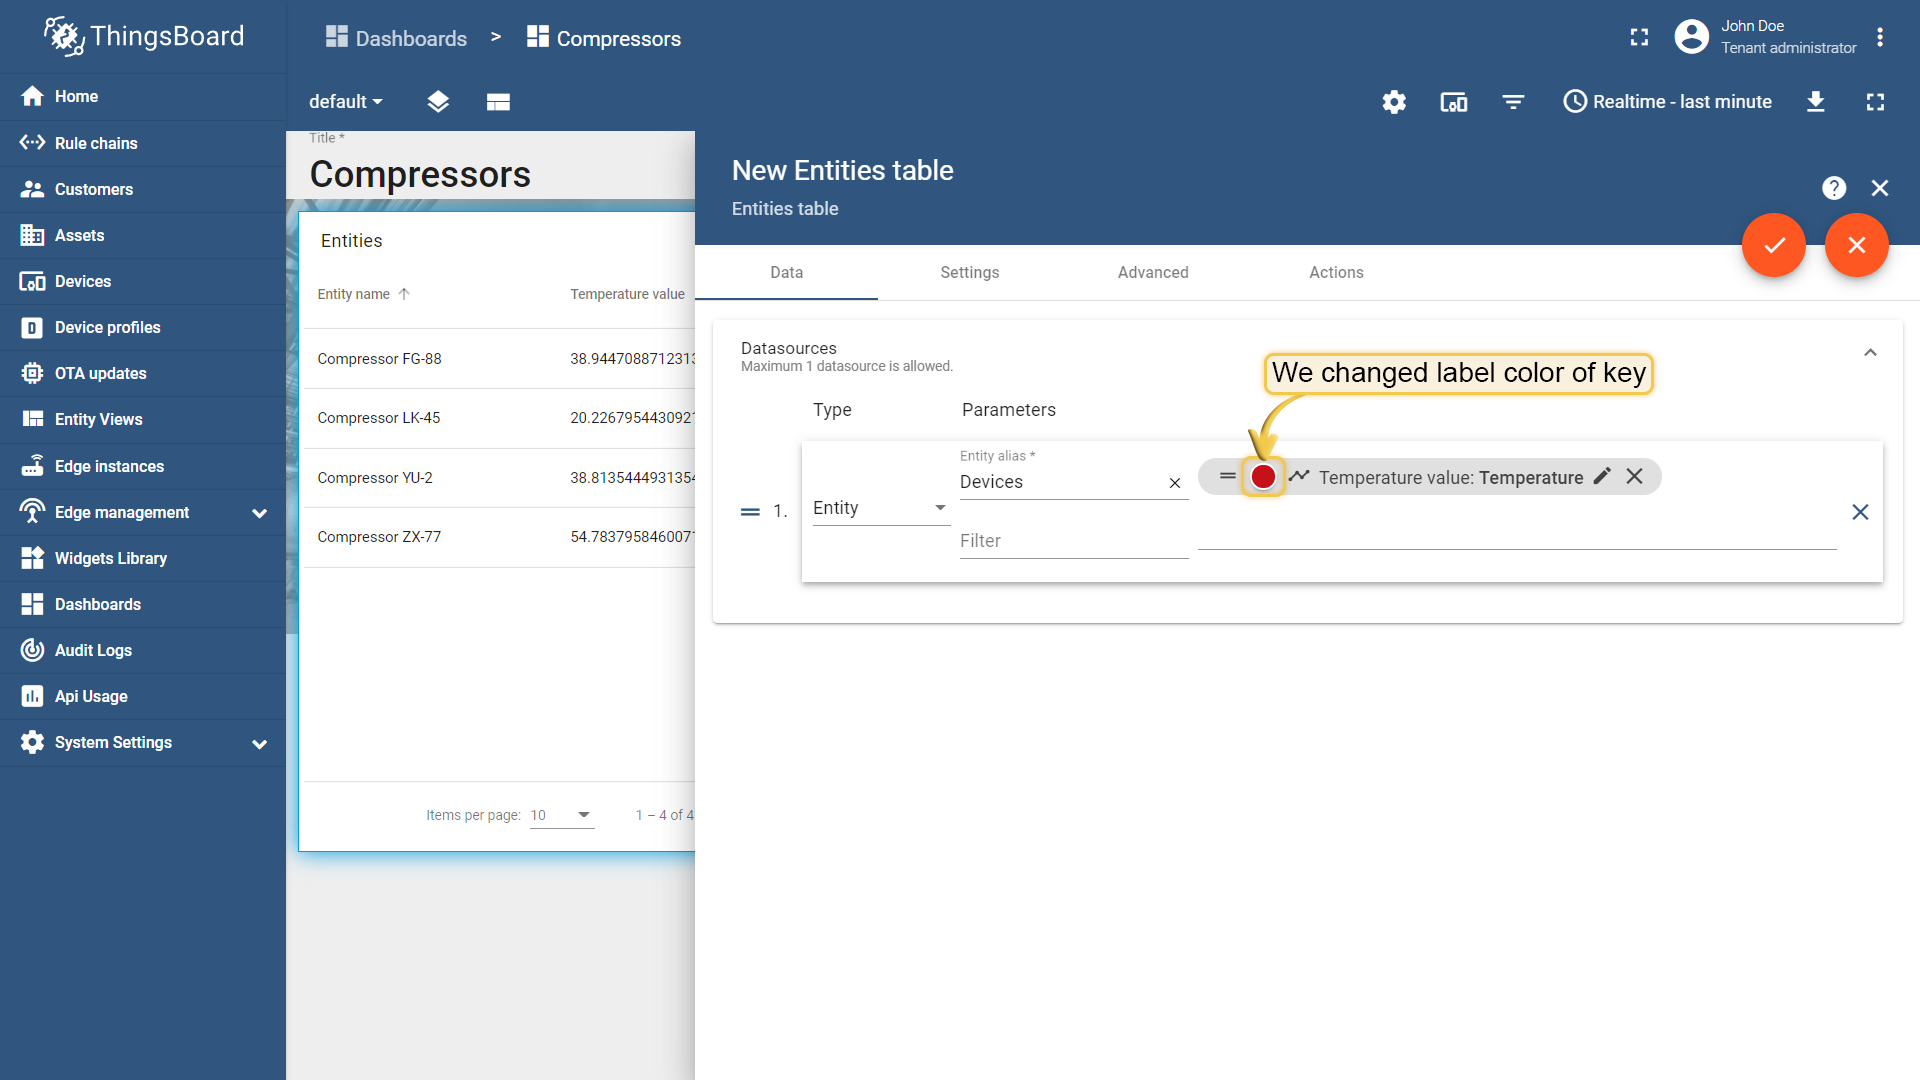 ThingsBoard
Dashboards > Compressors
John Doe
Tenant administrator
Home
Rule chains
Customers
Assets
Devices
Device profiles
OTA updates
Entity Views
Edge instances
Edge management
Widgets Library
Dashboards
Audit Logs
Api Usage
System Settings
default
Realtime - last minute
Title *
Compressors
Entities
Entity name Temperature value
Compressor FG-88 38.9447088712313
Compressor LK-45 20.2267954430921
Compressor YU-2 38.8135444931354
Compressor ZX-77 54.7837958460071
Items per page: 10 1 – 4 of 4
New Entities table
Entities table
Data Settings Advanced Actions
Datasources
Maximum 1 datasource is allowed.
We changed label color of key
Type Parameters
1. Entity
Entity alias *
Devices
Filter
Temperature value: Temperature